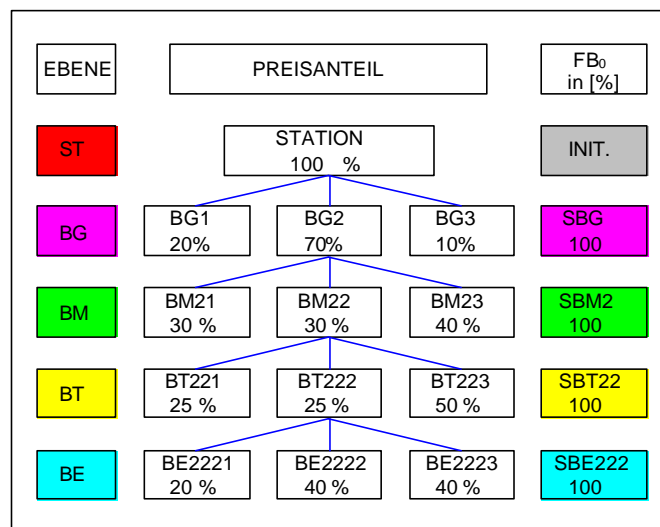 EBENE
PREISANTEIL
FB₀
in [%]
ST
STATION
100 %
INIT.
BG
BG1
20%
BG2
70%
BG3
10%
SBG
100
BM
BM21
30 %
BM22
30 %
BM23
40 %
SBM2
100
BT
BT221
25 %
BT222
25 %
BT223
50 %
SBT22
100
BE
BE2221
20 %
BE2222
40 %
BE2223
40 %
SBE222
100